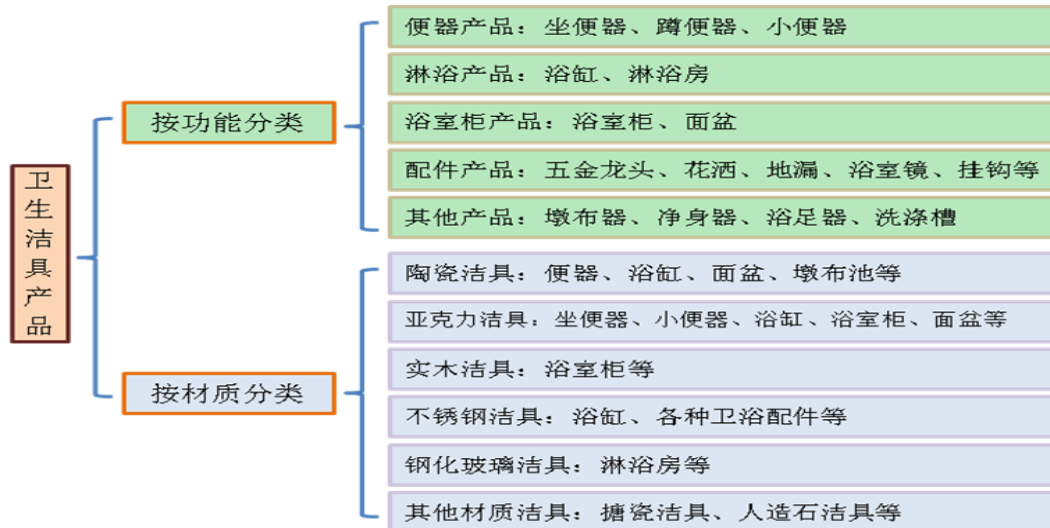 卫生洁具产品
按功能分类
便器产品：坐便器、蹲便器、小便器
淋浴产品：浴缸、淋浴房
浴室柜产品：浴室柜、面盆
配件产品：五金龙头、花洒、地漏、浴室镜、挂钩等
其他产品：墩布器、净身器、浴足器、洗涤槽
按材质分类
陶瓷洁具：便器、浴缸、面盆、墩布池等
亚克力洁具：坐便器、小便器、浴缸、浴室柜、面盆等
实木洁具：浴室柜等
不锈钢洁具：浴缸、各种卫浴配件等
钢化玻璃洁具：淋浴房等
其他材质洁具：搪瓷洁具、人造石洁具等